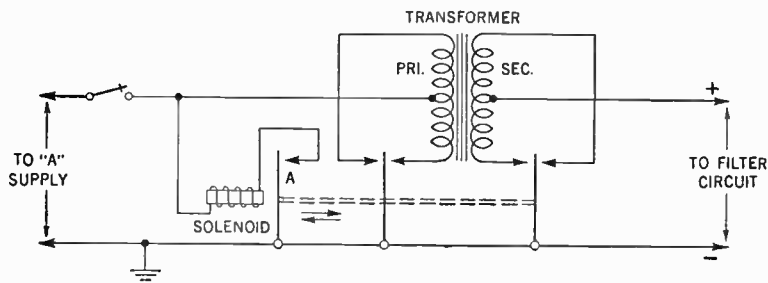 TRANSFORMER
PRI.
SEC.
+
TO "A"
SUPPLY
A
TO FILTER
CIRCUIT
SOLENOID
-